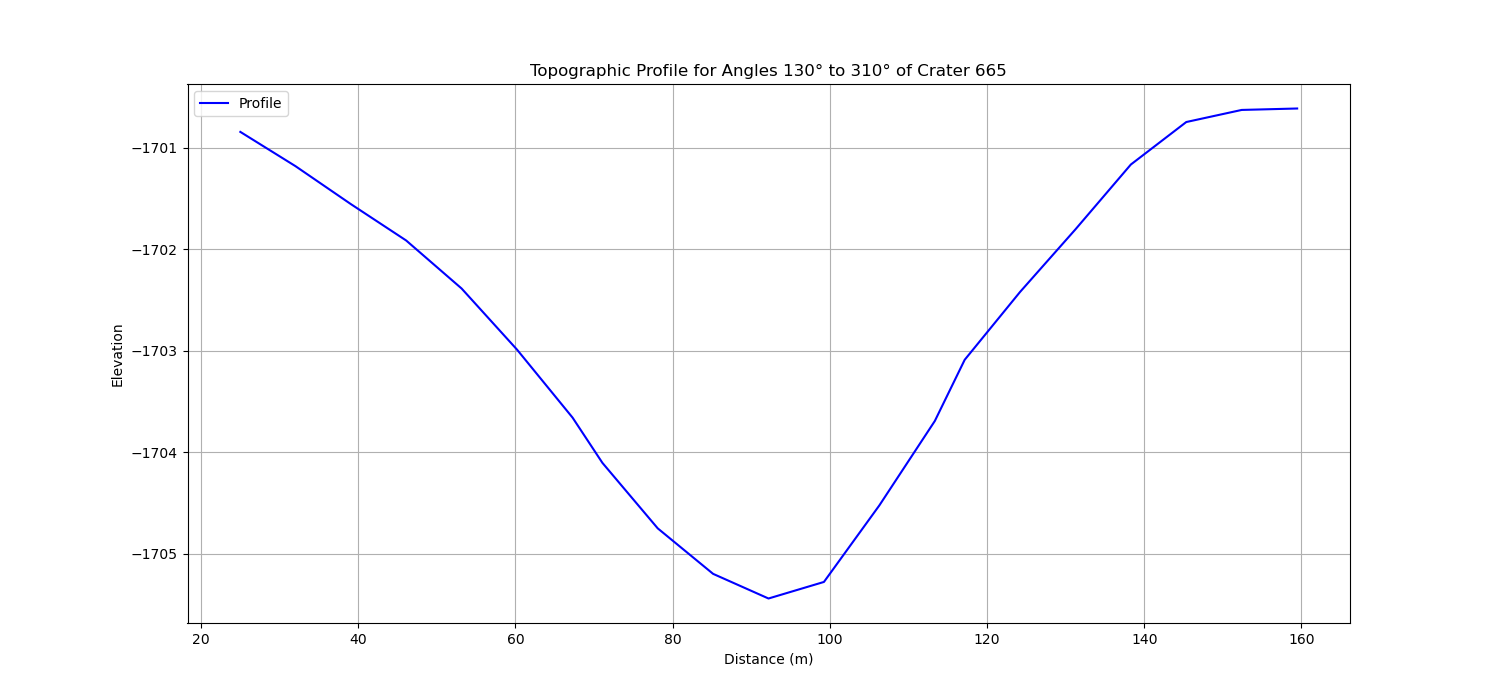 Topographic Profile for Angles 130° to 310° of Crater 665
Profile
−1701
−1702
−1703
−1704
−1705
Elevation
20 40 60 80 100 120 140 160
Distance (m)